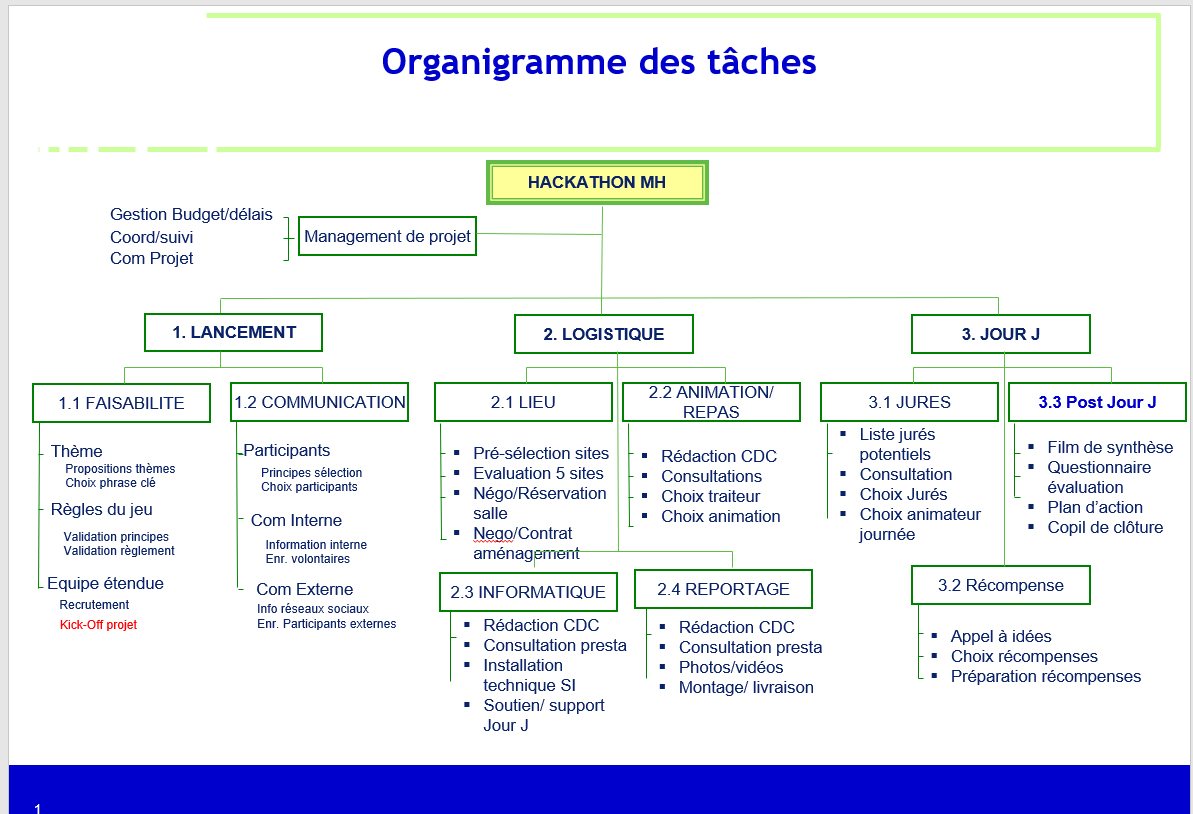 Organigramme des tâches
HACKATHON MH
Gestion Budget/délais
Coord/suivi
Com Projet
Management de projet
1. LANCEMENT
2. LOGISTIQUE
3. JOUR J
1.1 FAISABILITE
Thème
Propositions thèmes
Choix phrase clé
Règles du jeu
Validation principes
Validation règlement
Equipe étendue
Recrutement
Kick-Off projet
1.2 COMMUNICATION
Participants
Principes sélection
Choix participants
Com Interne
Information interne
Enr. volontaires
Com Externe
Info réseaux sociaux
Enr. Participants externes
2.1 LIEU
▪ Pré-sélection sites
▪ Evaluation 5 sites
▪ Négo/Réservation
salle
▪ Nego/Contrat
aménagement
2.2 ANIMATION/
REPAS
▪ Rédaction CDC
▪ Consultations
▪ Choix traiteur
▪ Choix animation
2.3 INFORMATIQUE
▪ Rédaction CDC
▪ Consultation presta
▪ Installation
technique SI
▪ Soutien/ support
Jour J
2.4 REPORTAGE
▪ Rédaction CDC
▪ Consultation presta
▪ Photos/vidéos
▪ Montage/ livraison
3.1 JURES
▪ Liste jurés
potentiels
▪ Consultation
▪ Choix Jurés
▪ Choix animateur
journée
3.3 Post Jour J
▪ Film de synthèse
▪ Questionnaire
évaluation
▪ Plan d’action
▪ Copil de clôture
3.2 Récompense
▪ Appel à idées
▪ Choix récompenses
▪ Préparation récompenses
1